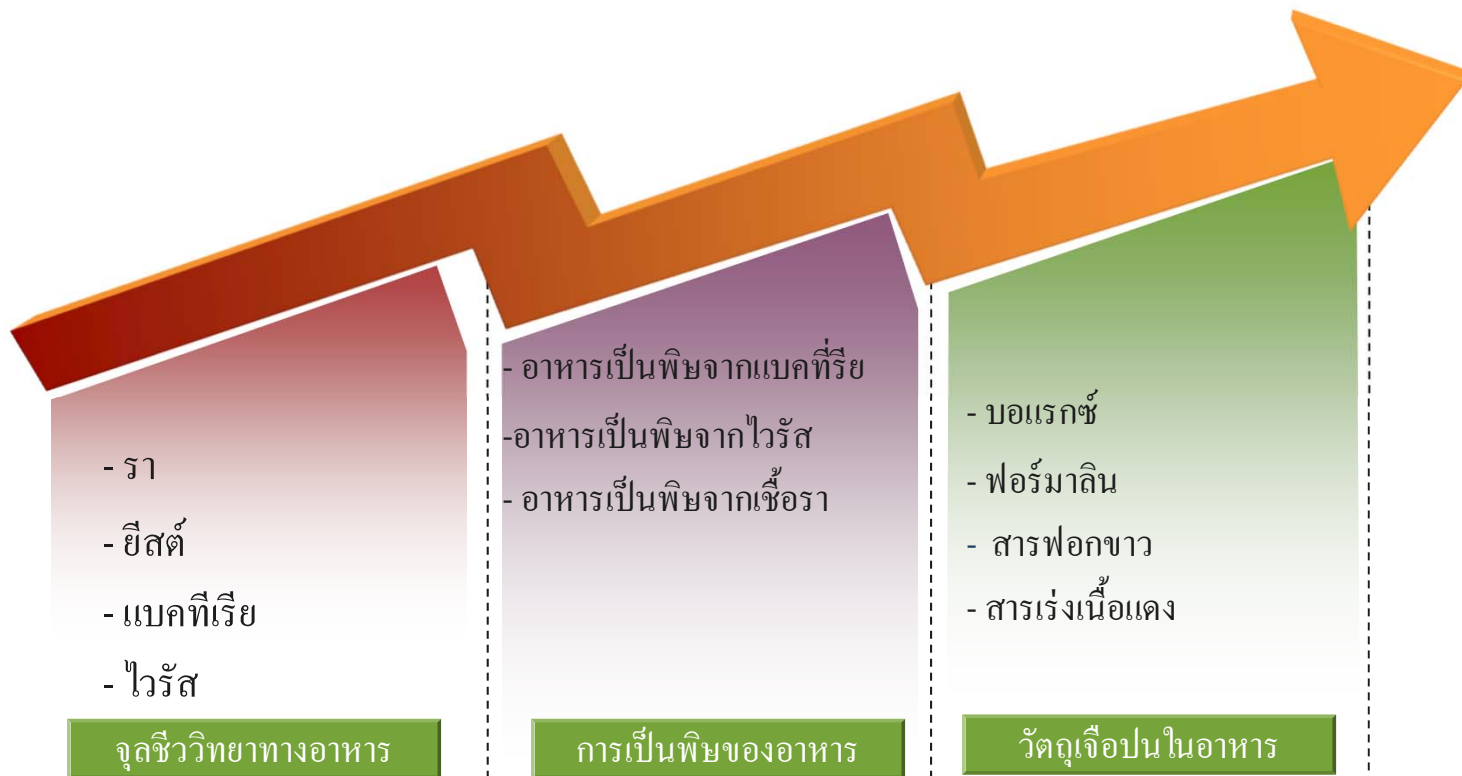 - รา
- ยีสต์
- แบคทีเรีย
- ไวรัส
จุลชีววิทยาทางอาหาร
- อาหารเป็นพิษจากแบคที่รีย
-อาหารเป็นพิษจากไวรัส
- อาหารเป็นพิษจากเชื้อรา
การเป็นพิษของอาหาร
- บอแรกซ์
- ฟอร์มาลิน
- สารฟอกขาว
- สารเร่งเนื้อแดง
วัตถุเจือปนในอาหาร